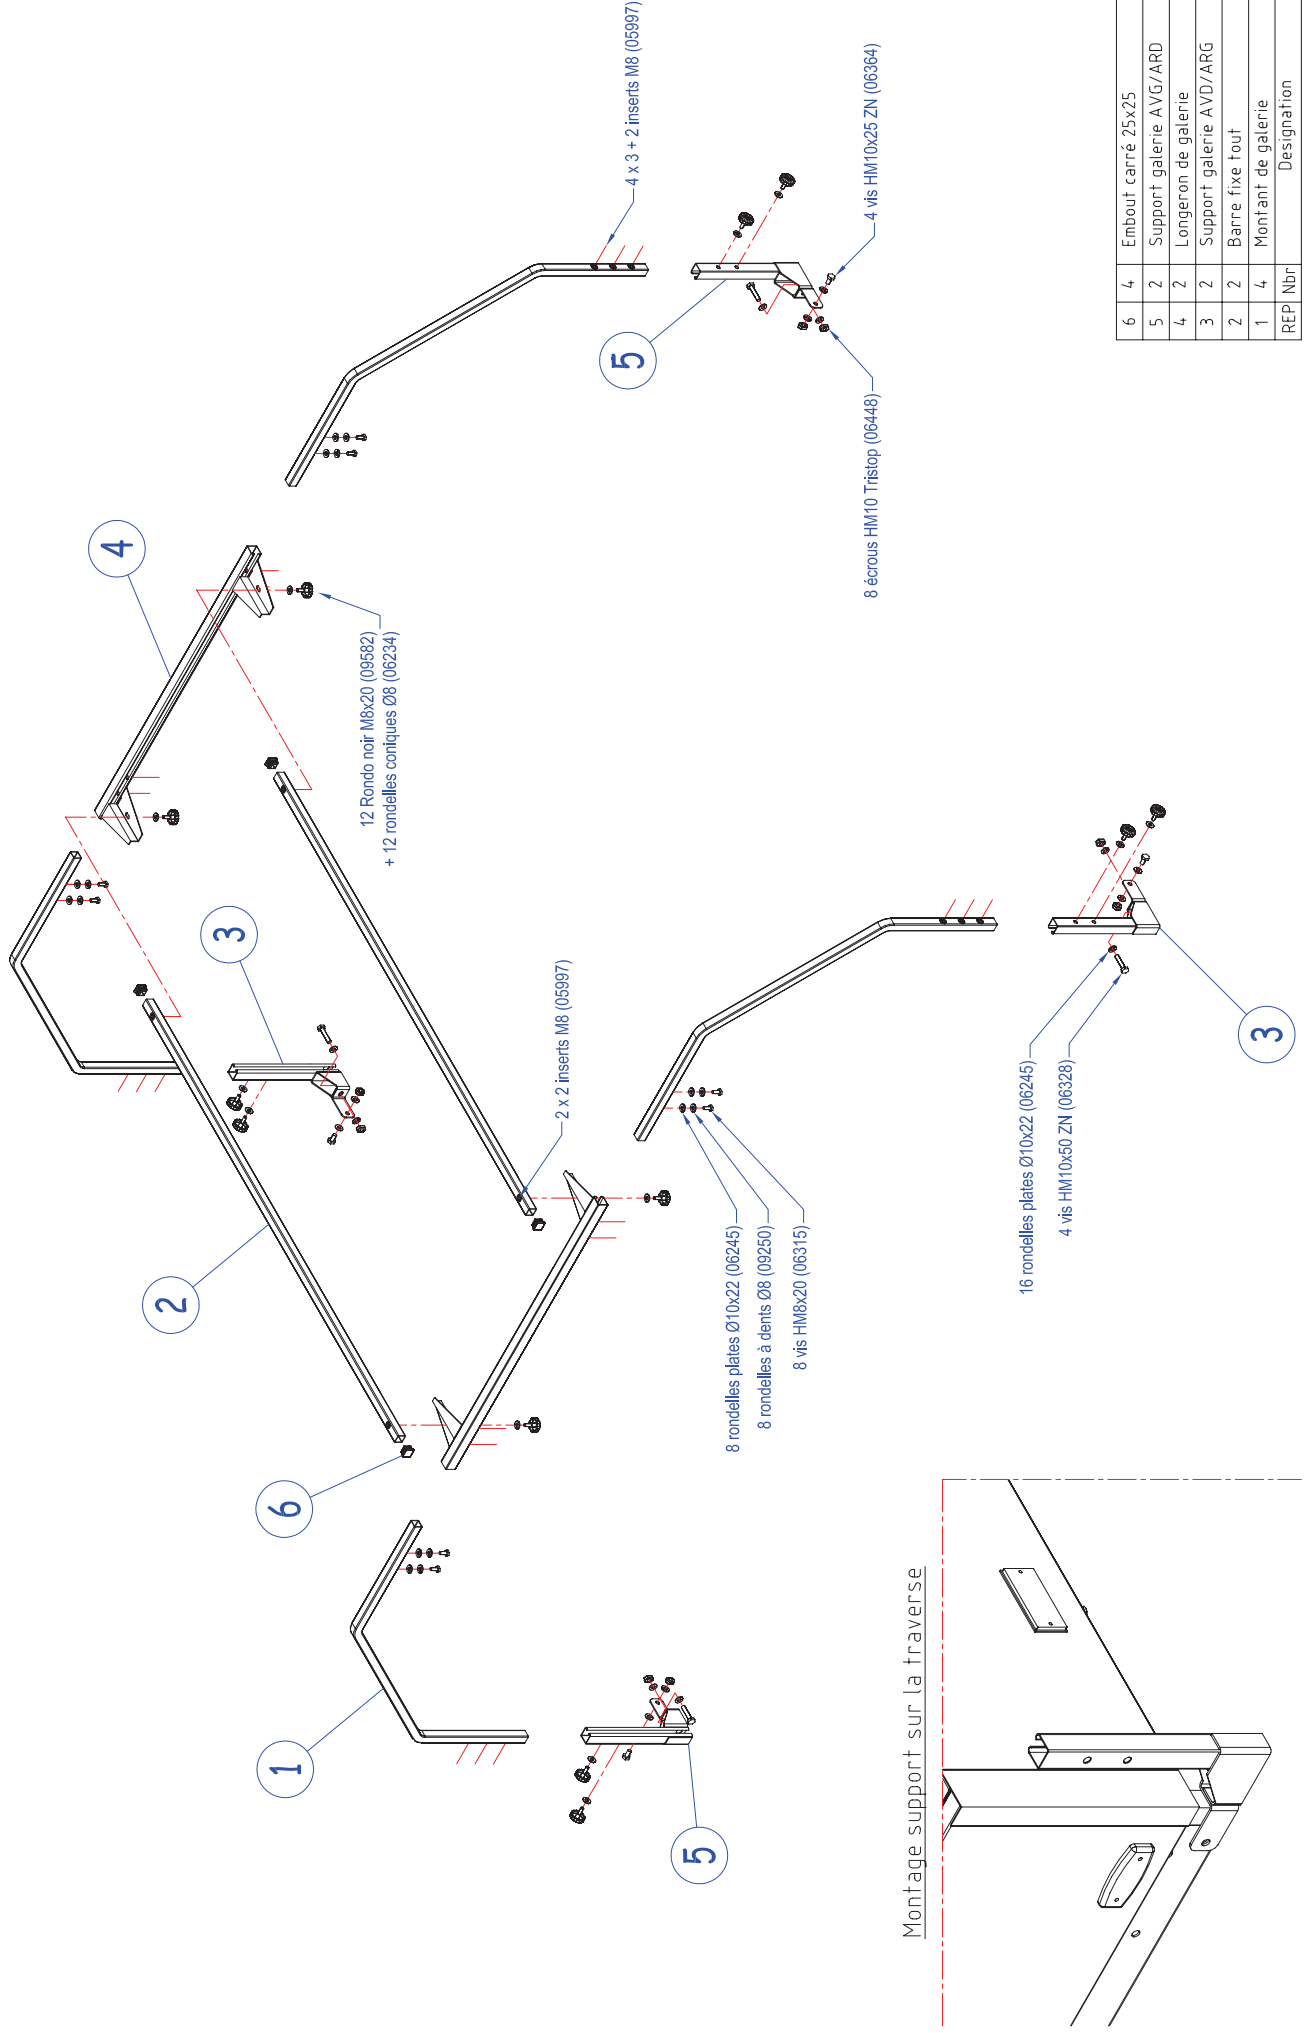 4
2
3
1
6
5
3
5
3
4 x 3 + 2 inserts M8 (05997)
4 vis HM10x25 ZN (06364)
8 écrous HM10 Tristop (06448)
12 Rondo noir M8x20 (09582)
+ 12 rondelles coniques Ø8 (06234)
2 x 2 inserts M8 (05997)
8 rondelles plates Ø10x22 (06245)
8 rondelles à dents Ø8 (09250)
8 vis HM8x20 (06315)
16 rondelles plates Ø10x22 (06245)
4 vis HM10x50 ZN (06328)
Montage support sur la traverse
6 4 Embout carré 25x25
5 2 Support galerie AVG/ARD
4 2 Longeron de galerie
3 2 Support galerie AVD/ARG
2 2 Barre fixe tout
1 4 Montant de galerie
REP Nbr Designation